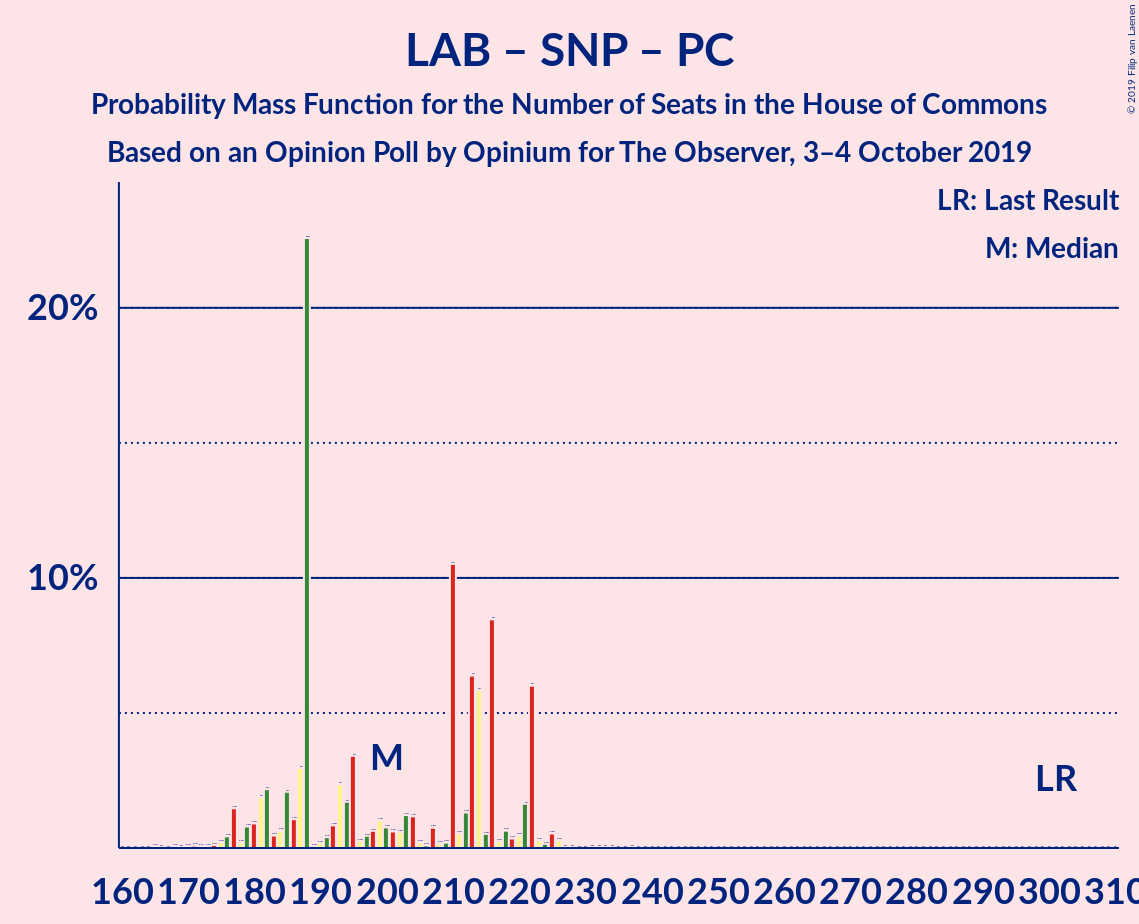 LAB – SNP – PC
Probability Mass Function for the Number of Seats in the House of Commons
Based on an Opinion Poll by Opinium for The Observer, 3–4 October 2019
© 2019 Filip van Laenen
LR: Last Result
M: Median
20%
10%
M
LR
160 170 180 190 200 210 220 230 240 250 260 270 280 290 300 310